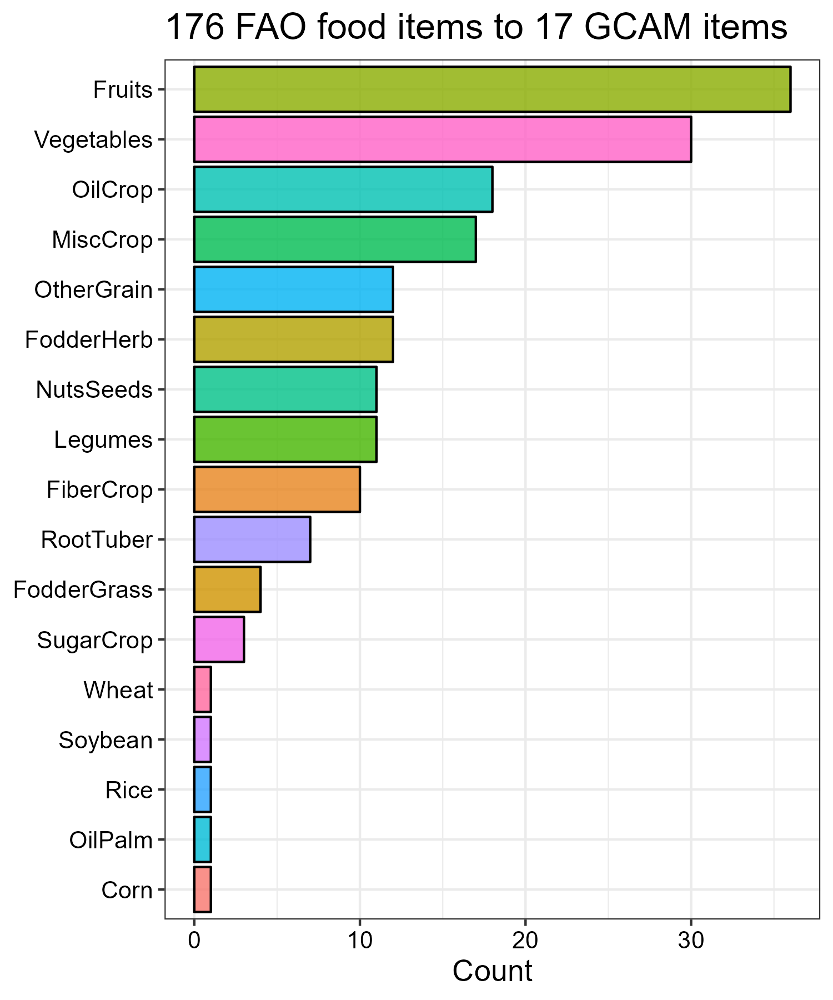 176 FAO food items to 17 GCAM items
Fruits
Vegetables
OilCrop
MiscCrop
OtherGrain
FodderHerb
NutsSeeds
Legumes
FiberCrop
RootTuber
FodderGrass
SugarCrop
Wheat
Soybean
Rice
OilPalm
Corn
0 10 20 30
Count